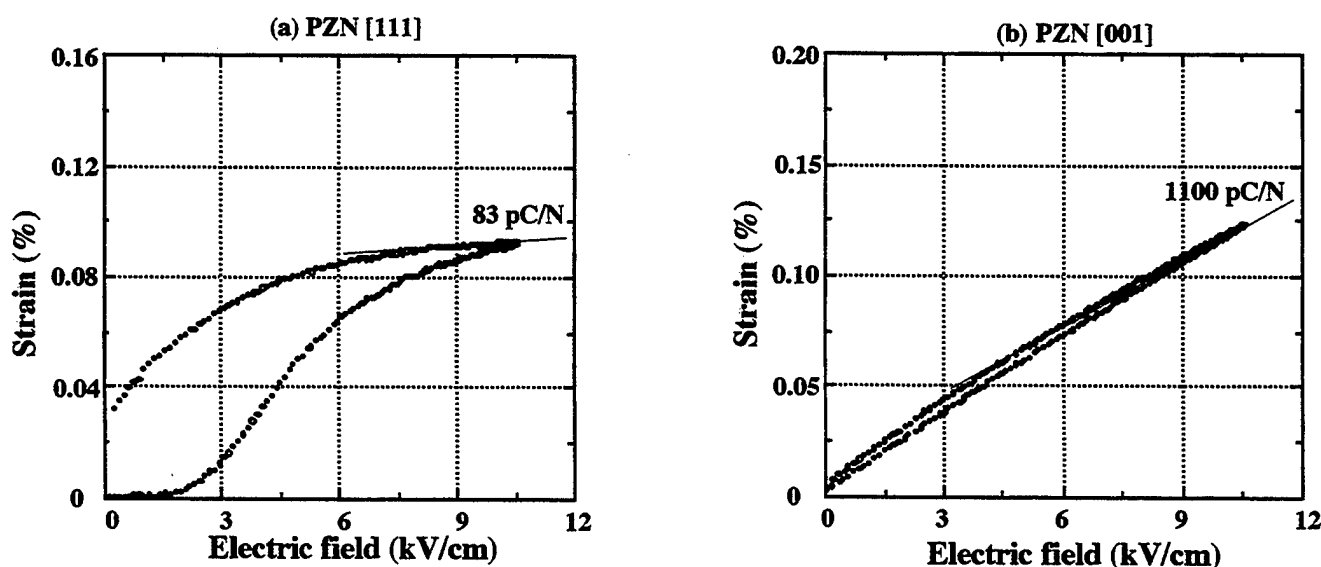 (a) PZN [111]
0.16
0.12
0.08
0.04
0
Strain (%)
83 pC/N
0 3 6 9 12
Electric field (kV/cm)
(b) PZN [001]
0.20
0.15
0.10
0.05
0
Strain (%)
1100 pC/N
0 3 6 9 12
Electric field (kV/cm)